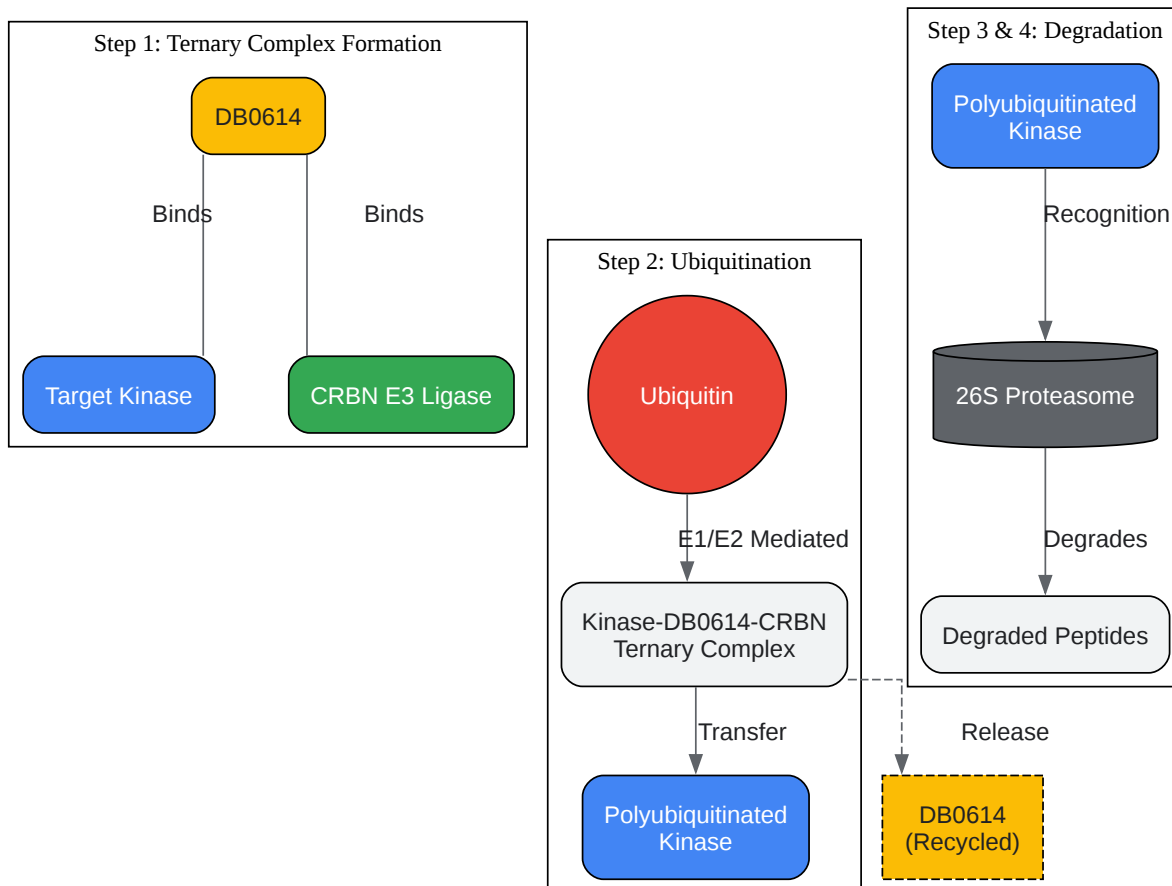 Step 1: Ternary Complex Formation
DB0614
Binds
Binds
Target Kinase
CRBN E3 Ligase
Step 2: Ubiquitination
Ubiquitin
E1/E2 Mediated
Kinase-DB0614-CRBN
Ternary Complex
Transfer
Release
Polyubiquitinated
Kinase
DB0614
(Recycled)
Step 3 & 4: Degradation
Polyubiquitinated
Kinase
Recognition
26S Proteasome
Degrades
Degraded Peptides